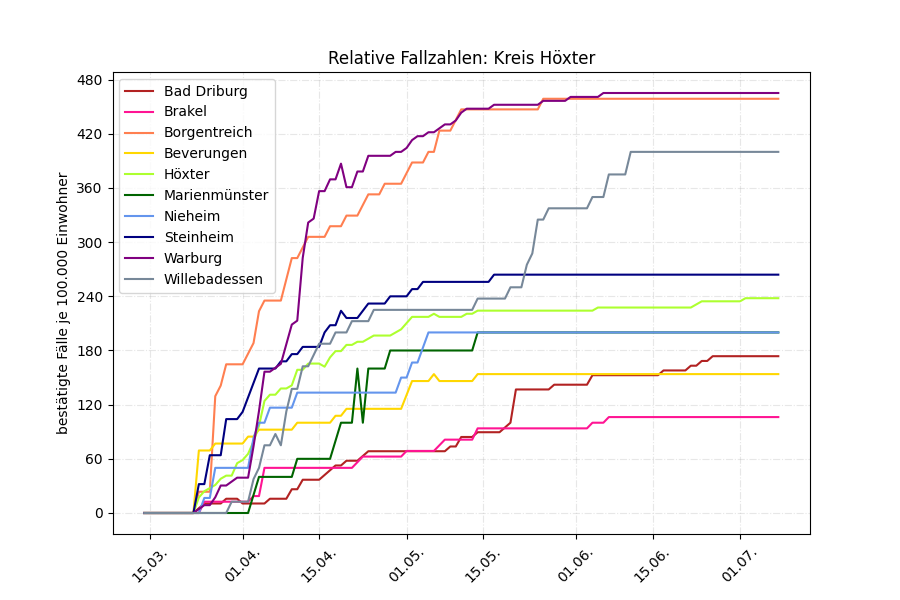 Relative Fallzahlen: Kreis Höxter
bestätigte Fälle je 100.000 Einwohner
480
420
360
300
240
180
120
60
0
Bad Driburg
Brakel
Borgentreich
Beverungen
Höxter
Marienmünster
Nieheim
Steinheim
Warburg
Willebadessen
15.03.
01.04.
15.04.
01.05.
15.05.
01.06.
15.06.
01.07.